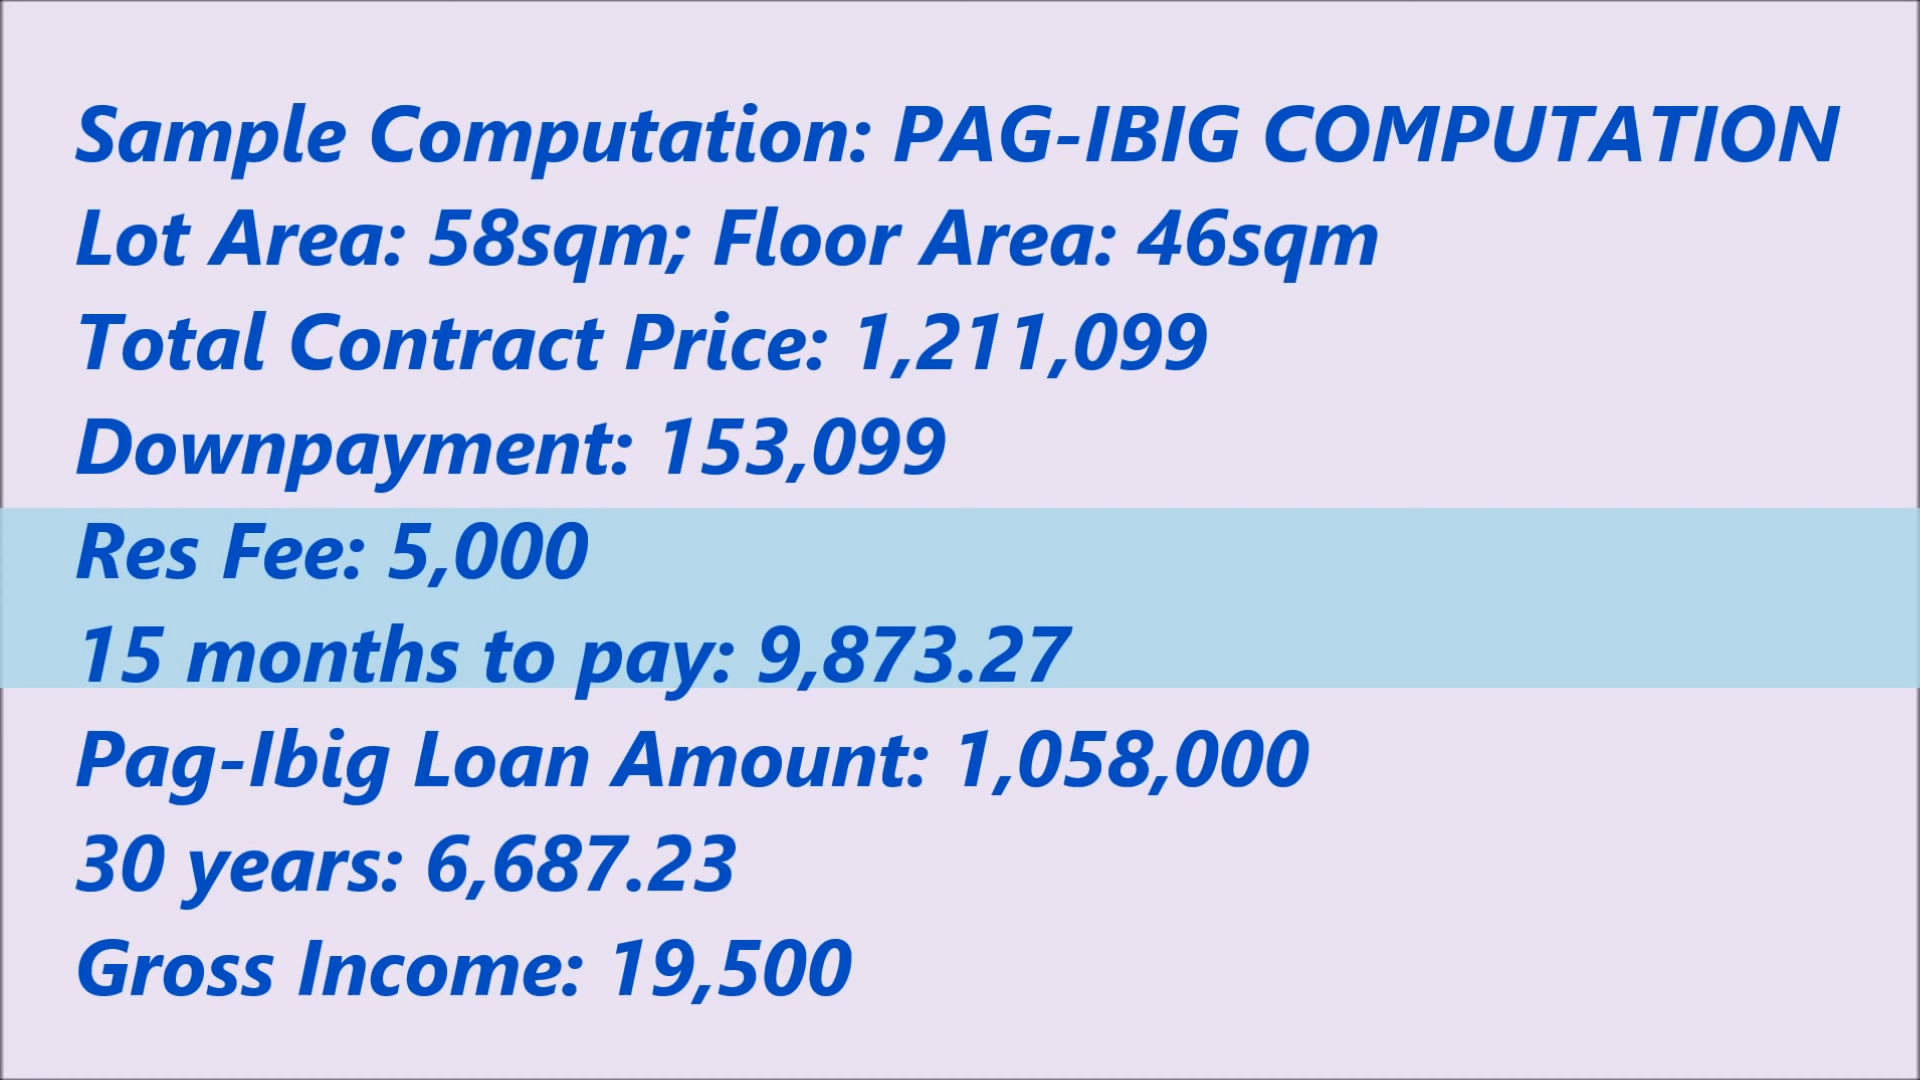 Sample Computation: PAG-IBIG COMPUTATION
Lot Area: 58sqm; Floor Area: 46sqm
Total Contract Price: 1,211,099
Downpayment: 153,099
Res Fee: 5,000
15 months to pay: 9,873.27
Pag-Ibig Loan Amount: 1,058,000
30 years: 6,687.23
Gross Income: 19,500